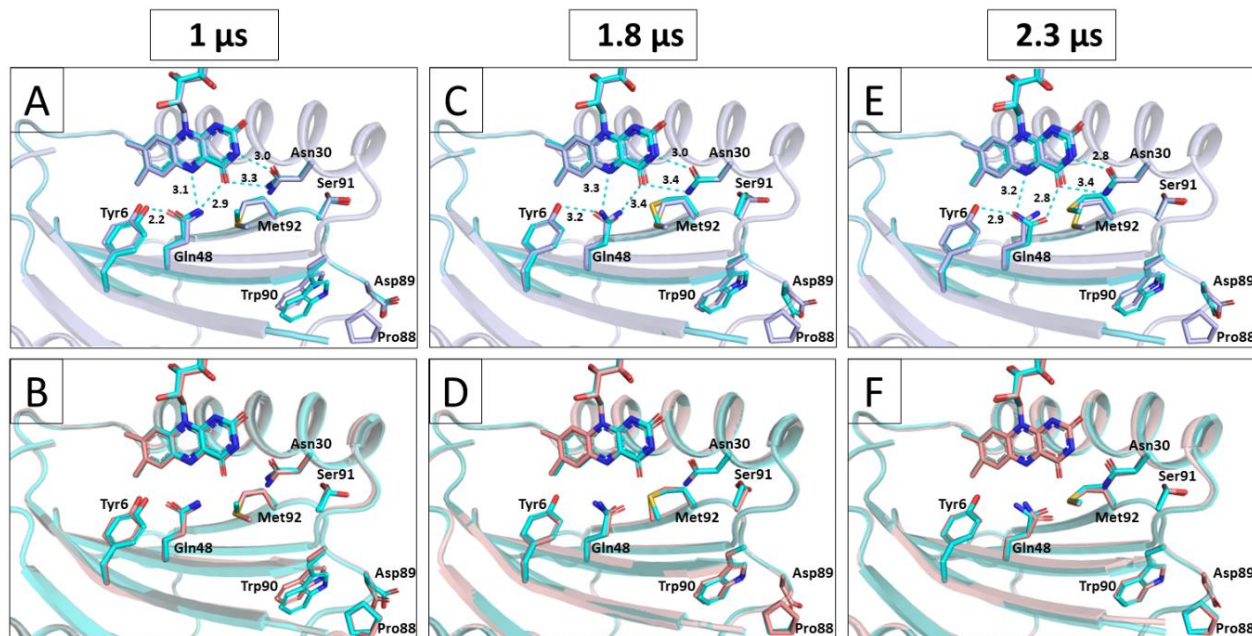 1 µs
1.8 µs
2.3 µs
A
3.0
Asn30
3.3
3.1
Ser91
2.9
Tyr6
2.2
Met92
Gln48
Trp90
Asp89
Pro88
C
3.0
Asn30
3.4
3.3
Ser91
3.4
Tyr6
3.2
Met92
Gln48
Trp90
Asp89
Pro88
E
2.8
Asn30
3.4
3.2
Ser91
2.8
Tyr6
2.9
Met92
Gln48
Trp90
Asp89
Pro88
B
Asn30
Ser91
Tyr6
Met92
Gln48
Trp90
Asp89
Pro88
D
Asn30
Ser91
Tyr6
Met92
Gln48
Trp90
Asp89
Pro88
F
Asn30
Ser91
Tyr6
Met92
Gln48
Trp90
Asp89
Pro88